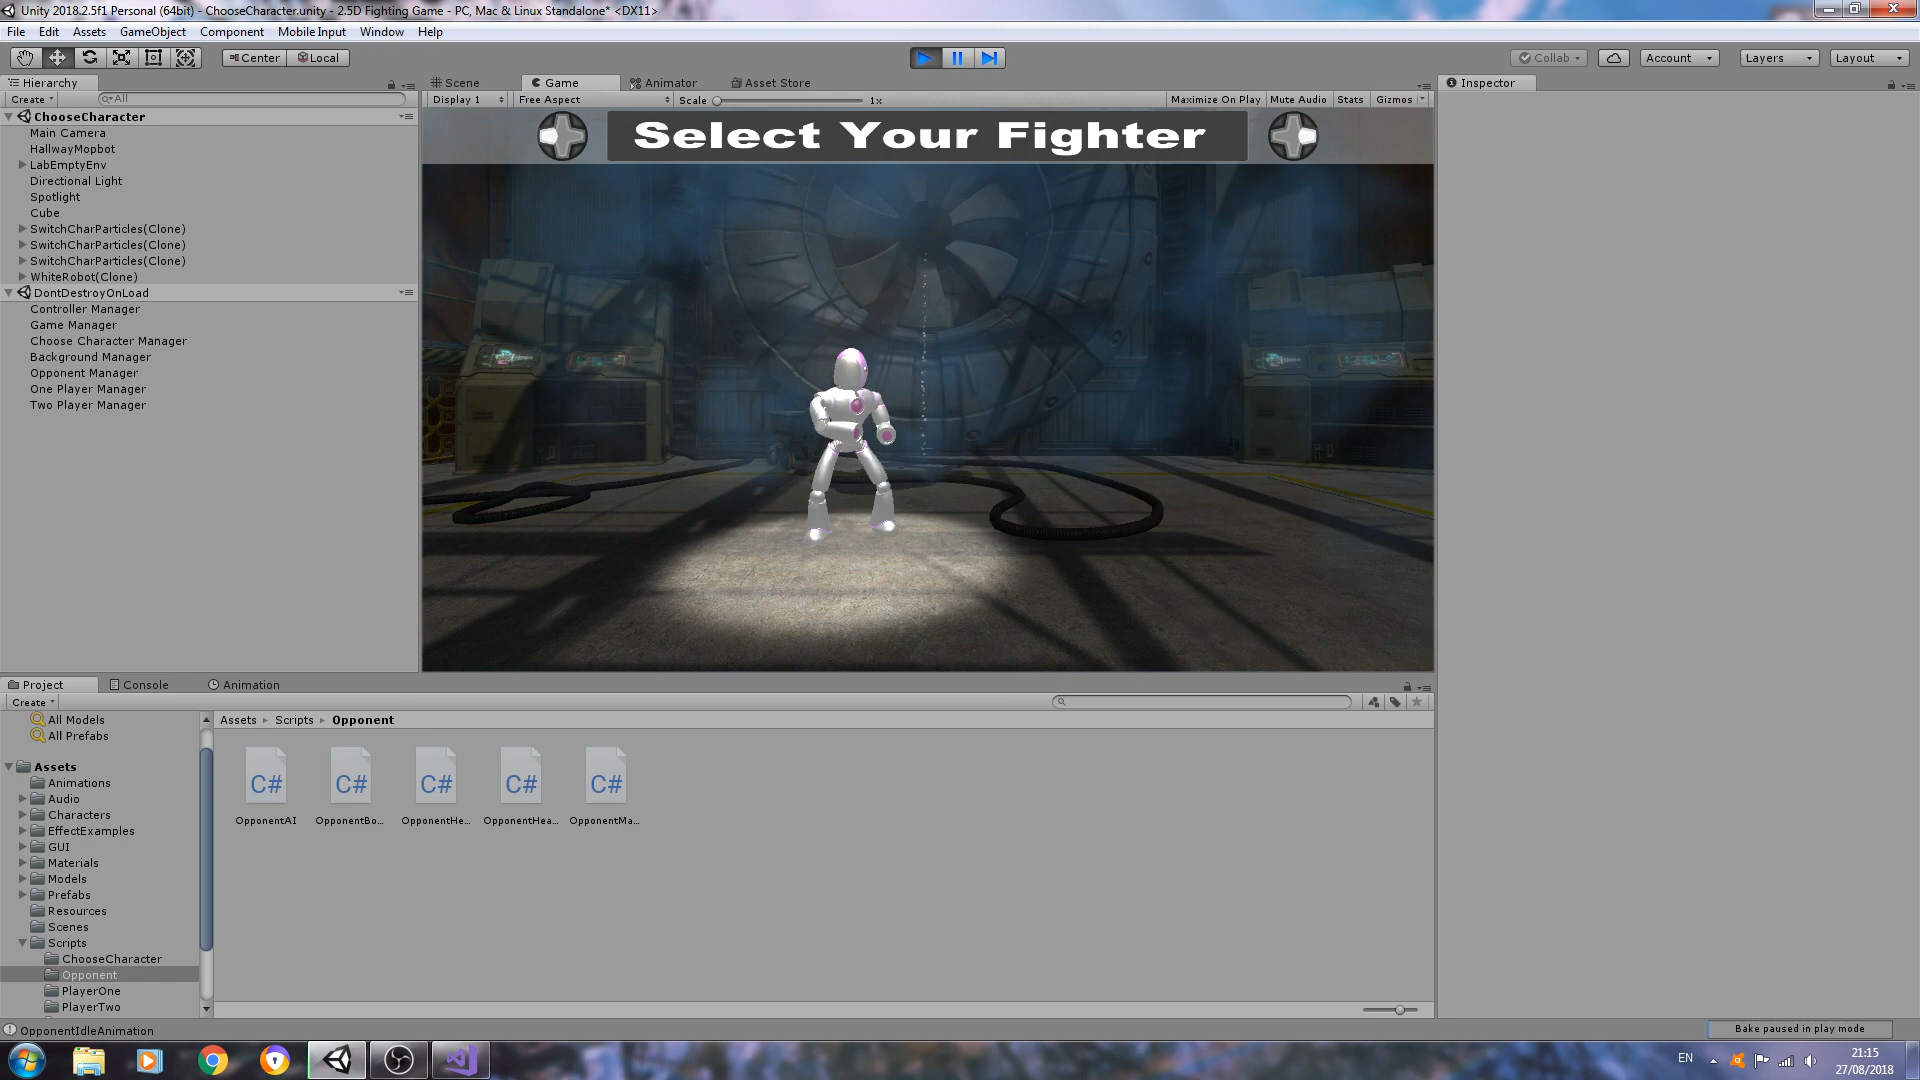 Unity 2018.2.5f1 Personal (64bit) - ChooseCharacter.unity - 2.5D Fighting Game - PC, Mac & Linux Standalone* <DX11>
File Edit Assets GameObject Component Mobile Input Window Help
Center Local Collab Account Layers Layout
Hierarchy
Create All
ChooseCharacter
Main Camera
HallwayMopbot
LabEmptyEnv
Directional Light
Spotlight
Cube
SwitchCharParticles(Clone)
SwitchCharParticles(Clone)
SwitchCharParticles(Clone)
WhiteRobot(Clone)
DontDestroyOnLoad
Controller Manager
Game Manager
Choose Character Manager
Background Manager
Opponent Manager
One Player Manager
Two Player Manager
Scene Game Animator Asset Store
Display 1 Free Aspect Scale 1x Maximize On Play Mute Audio Stats Gizmos
Select Your Fighter
Inspector
Project Console Animation
Create
All Models
All Prefabs
Assets
Animations
Audio
Characters
EffectExamples
GUI
Materials
Models
Prefabs
Resources
Scenes
Scripts
ChooseCharacter
Opponent
PlayerOne
PlayerTwo
Assets Scripts Opponent
C# C# C# C# C#
OpponentAI OpponentBo... OpponentHe... OpponentHea... OpponentMa...
OpponentIdleAnimation
Bake paused in play mode
EN
21:15
27/08/2018